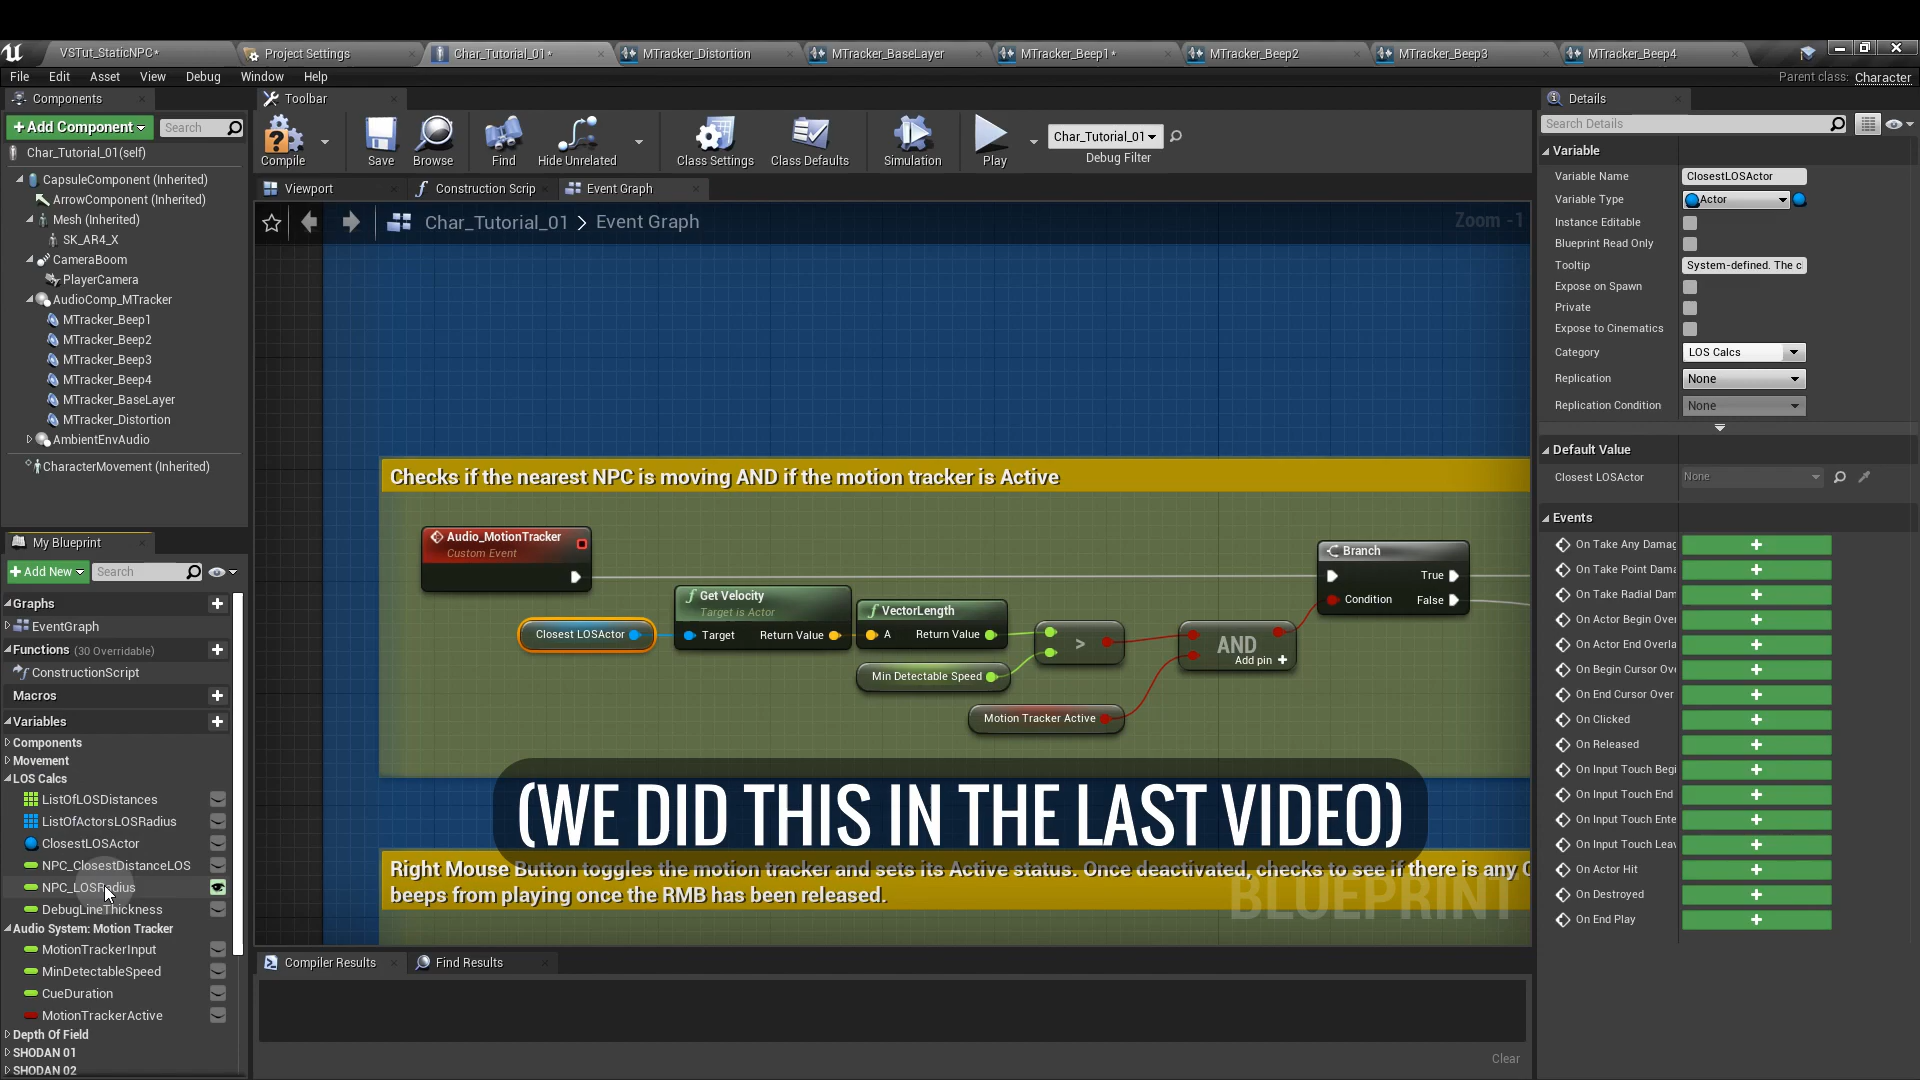 VSTut_StaticNPC*
Project Settings
Char_Tutorial_01*
MTracker_Distortion
MTracker_BaseLayer
MTracker_Beep1*
MTracker_Beep2
MTracker_Beep3
MTracker_Beep4
File Edit Asset View Debug Window Help
Parent class: Character
Components
Add Component
Search
Char_Tutorial_01(self)
CapsuleComponent (Inherited)
ArrowComponent (Inherited)
Mesh (Inherited)
SK_AR4_X
CameraBoom
PlayerCamera
AudioComp_MTracker
MTracker_Beep1
MTracker_Beep2
MTracker_Beep3
MTracker_Beep4
MTracker_BaseLayer
MTracker_Distortion
AmbientEnvAudio
CharacterMovement (Inherited)
My Blueprint
Add New
Search
Graphs
EventGraph
Functions (30 Overridable)
ConstructionScript
Macros
Variables
Components
Movement
LOS Calcs
ListOfLOSDistances
ListOfActorsLOSRadius
ClosestLOSActor
NPC_ClosestDistanceLOS
NPC_LOSRadius
DebugLineThickness
Audio System: Motion Tracker
MotionTrackerInput
MinDetectableSpeed
CueDuration
MotionTrackerActive
Depth Of Field
SHODAN 01
SHODAN 02
Toolbar
Compile
Save
Browse
Find
Hide Unrelated
Class Settings
Class Defaults
Simulation
Play
Char_Tutorial_01
Debug Filter
Viewport
Construction Scrip
Event Graph
Char_Tutorial_01 > Event Graph
Zoom -1
Checks if the nearest NPC is moving AND if the motion tracker is Active
Audio_MotionTracker
Custom Event
Closest LOSActor
Get Velocity
Target is Actor
Target Return Value
VectorLength
A Return Value
Min Detectable Speed
>
AND
Add pin
Motion Tracker Active
Branch
True
Condition False
(WE DID THIS IN THE LAST VIDEO)
Right Mouse Button toggles the motion tracker and sets its Active status. Once deactivated, checks to see if there is any
beeps from playing once the RMB has been released.
BLUEPRINT
Compiler Results
Find Results
Clear
Details
Search Details
Variable
Variable Name ClosestLOSActor
Variable Type Actor
Instance Editable
Blueprint Read Only
Tooltip System-defined. The c
Expose on Spawn
Private
Expose to Cinematics
Category LOS Calcs
Replication None
Replication Condition None
Default Value
Closest LOSActor None
Events
On Take Any Damag
On Take Point Dama
On Take Radial Dam
On Actor Begin Over
On Actor End Overla
On Begin Cursor Ove
On End Cursor Over
On Clicked
On Released
On Input Touch Begi
On Input Touch End
On Input Touch Ente
On Input Touch Leav
On Actor Hit
On Destroyed
On End Play